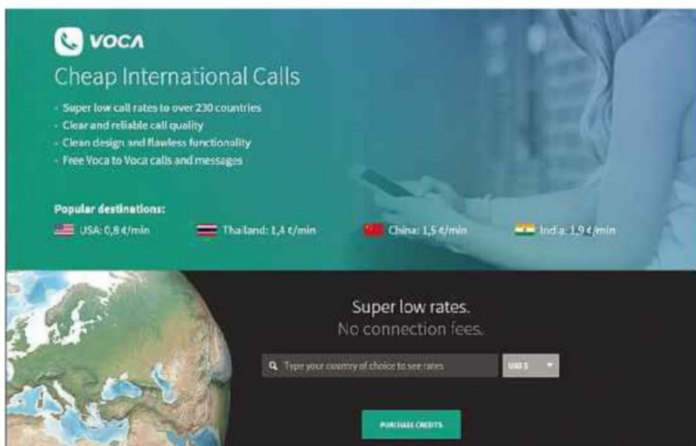 VOCA
Cheap International Calls
- Super low call rates to over 230 countries
- Clear and reliable call quality
- Clean design and flawless functionality
- Free Voca to Voca calls and messages
Popular destinations:
USA: 0,8 ¢/min Thailand: 1,4 ¢/min China: 1,5 ¢/min India: 1,9 ¢/min
Super low rates.
No connection fees.
Type your country of choice to see rates USD $
PURCHASE CREDITS